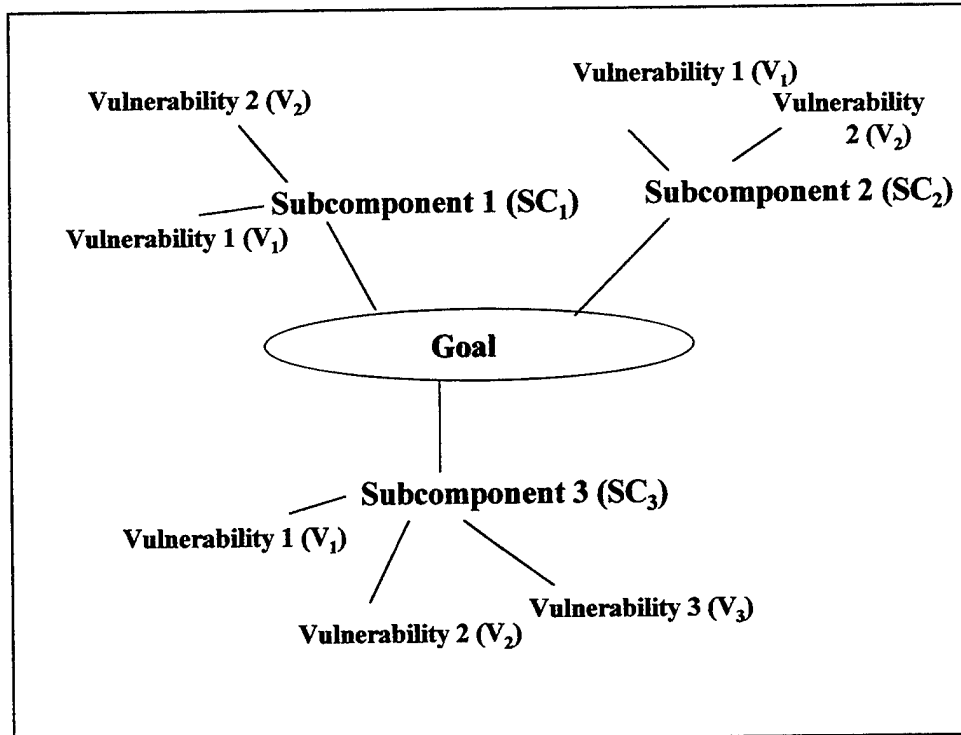 Vulnerability 1 (V₁)
Vulnerability 2 (V₂)
Vulnerability
2 (V₂)
Subcomponent 1 (SC₁)
Subcomponent 2 (SC₂)
Vulnerability 1 (V₁)
Goal
Subcomponent 3 (SC₃)
Vulnerability 1 (V₁)
Vulnerability 3 (V₃)
Vulnerability 2 (V₂)